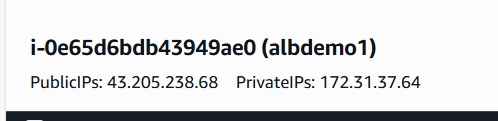 i-0e65d6bdb43949ae0 (albdemo1)
PublicIPs: 43.205.238.68 PrivateIPs: 172.31.37.64